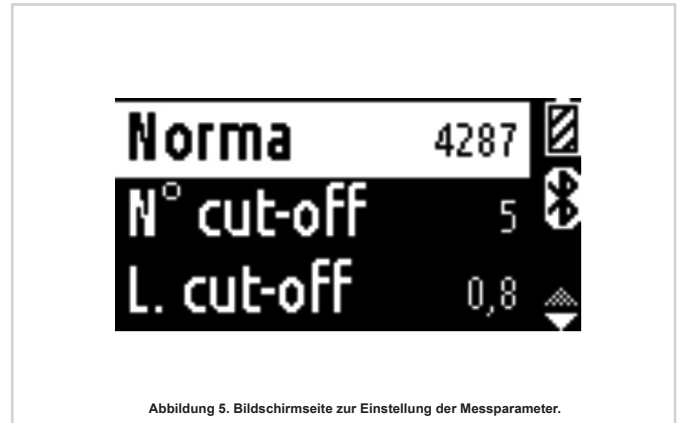 Norma 4287
N° cut-off 5
L. cut-off 0,8
Abbildung 5. Bildschirmseite zur Einstellung der Messparameter.